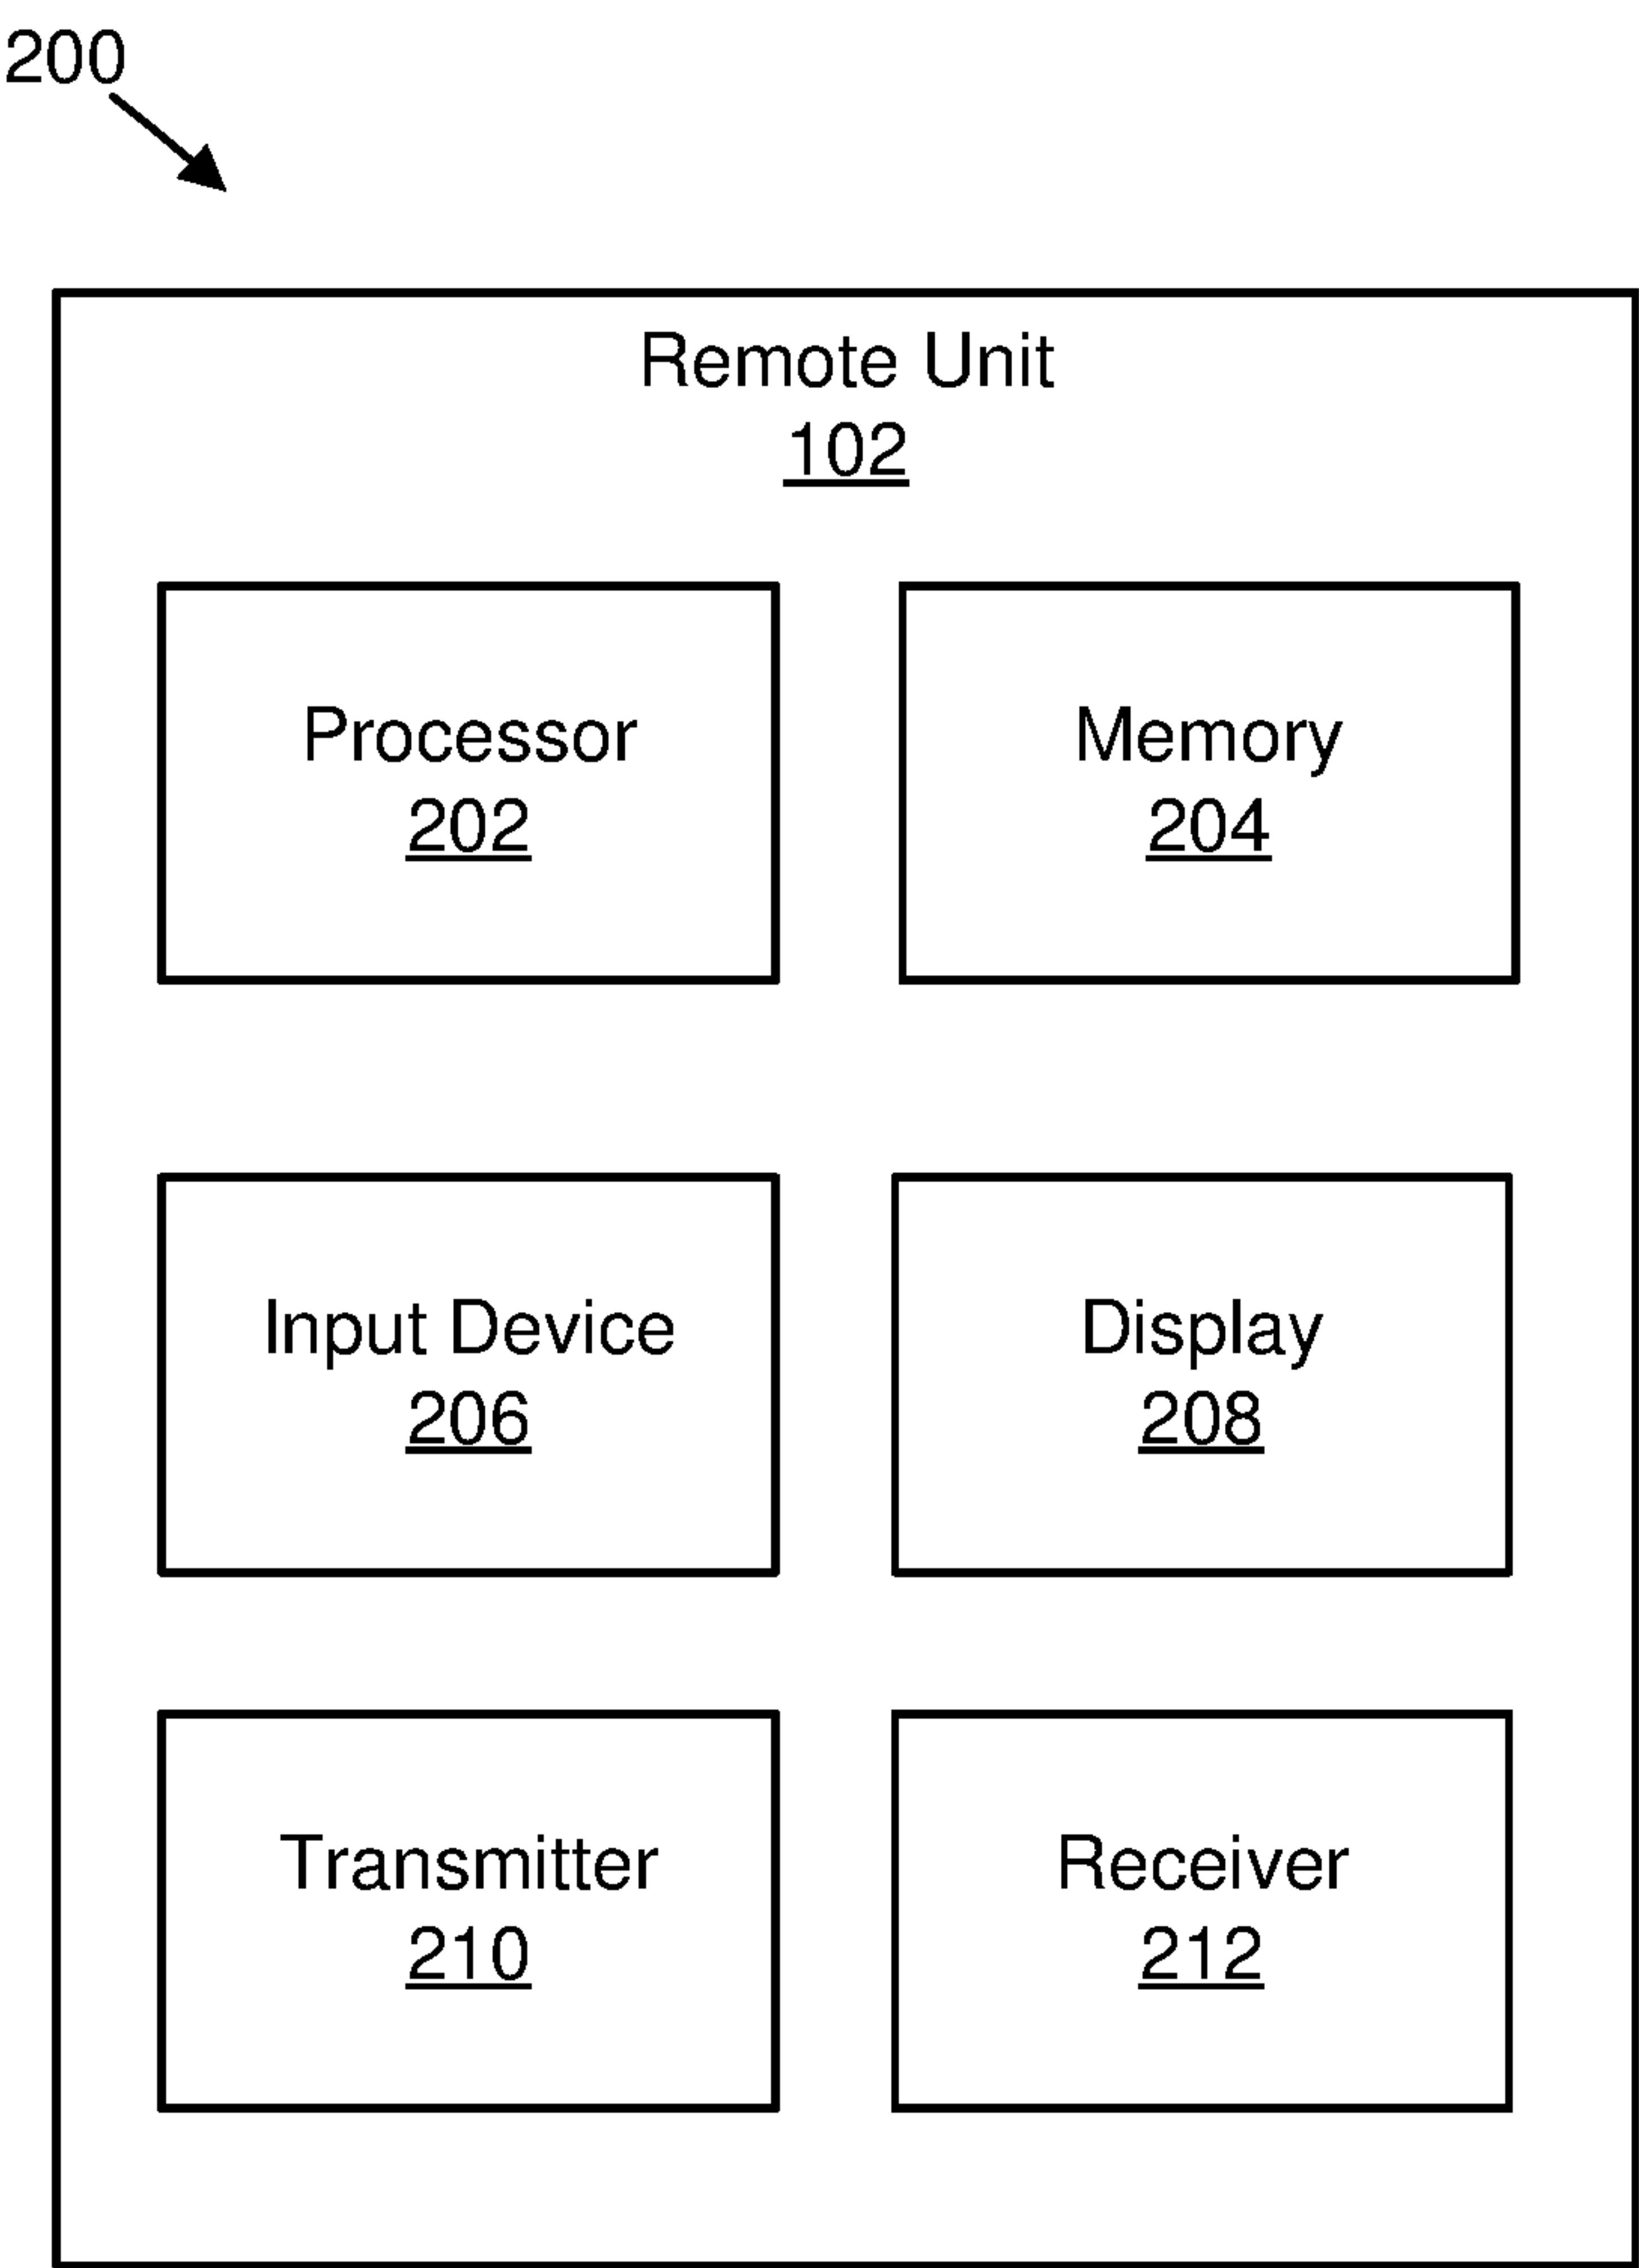 200
Remote Unit
102
Processor
202
Memory
204
Input Device
206
Display
208
Transmitter
210
Receiver
212